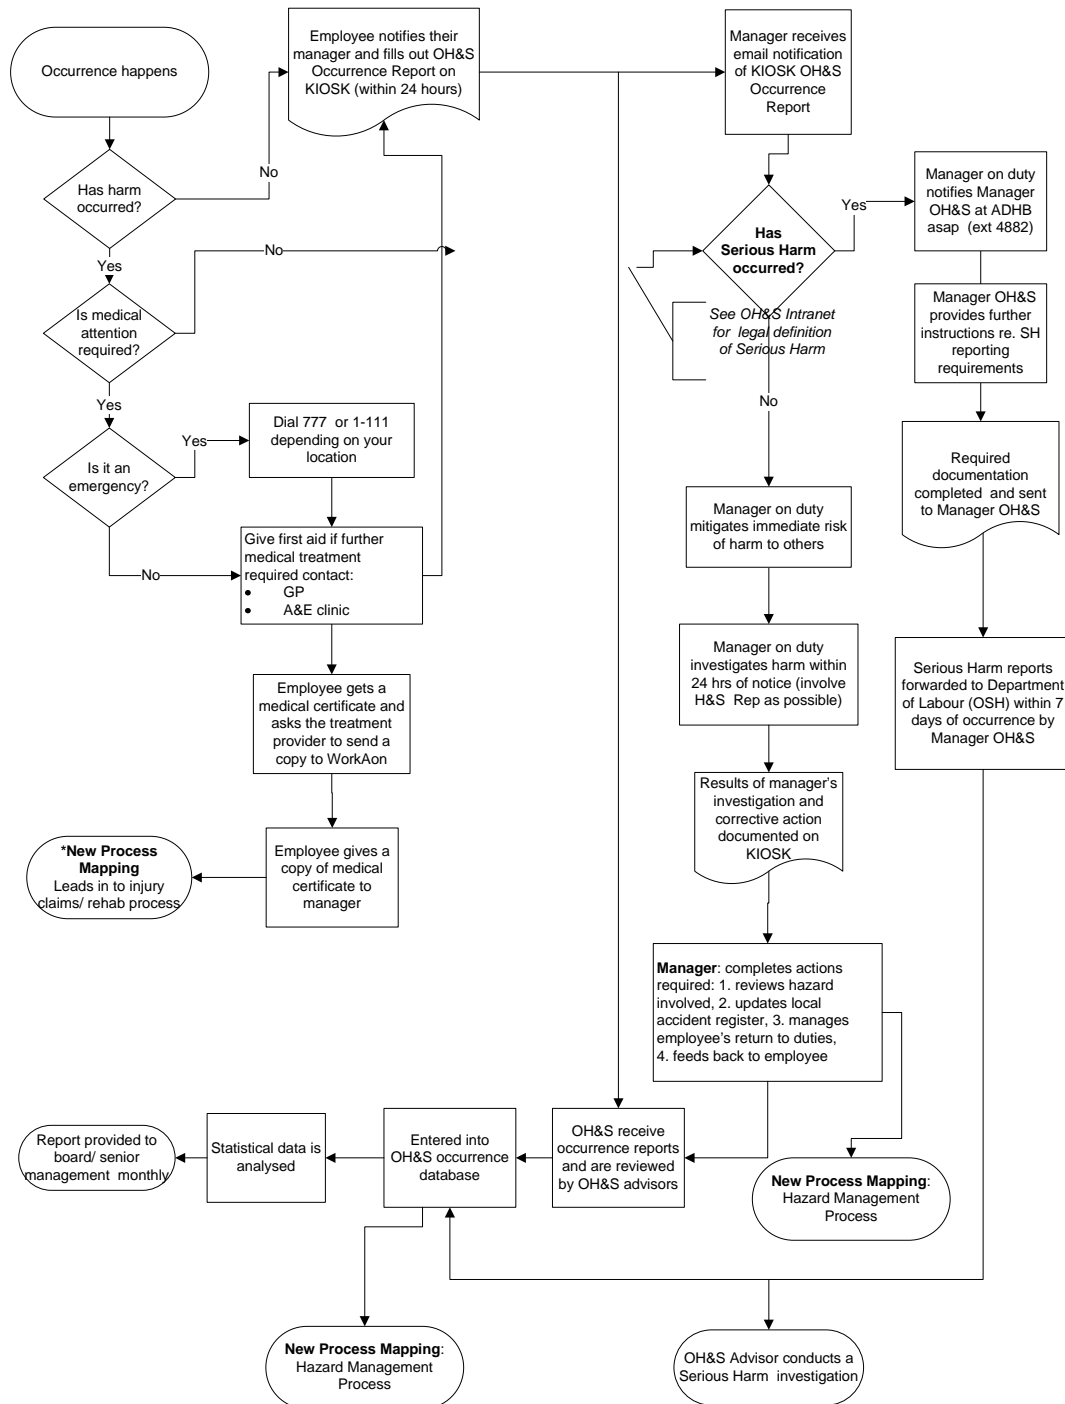 Occurrence happens
Employee notifies their
manager and fills out OH&S
Occurrence Report on
KIOSK (within 24 hours)
Manager receives
email notification
of KIOSK OH&S
Occurrence
Report
Has harm
occurred?
No
Yes
Is medical
attention
required?
No
Yes
Is it an
emergency?
Yes
Dial 777  or 1-111
depending on your
location
No
Give first aid if further
medical treatment
required contact:
• GP
• A&E clinic
Employee gets a
medical certificate and
asks the treatment
provider to send a
copy to WorkAon
Employee gives a
copy of medical
certificate to
manager
*New Process
Mapping
Leads in to injury
claims/ rehab process
Has
Serious Harm
occurred?
Yes
See OH&S Intranet
for  legal definition
of Serious Harm
No
Manager on duty
notifies Manager
OH&S at ADHB
asap  (ext 4882)
Manager OH&S
provides further
instructions re. SH
reporting
requirements
Required
documentation
completed  and sent
to Manager OH&S
Serious Harm reports
forwarded to Department
of Labour (OSH) within 7
days of occurrence by
Manager OH&S
Manager on duty
mitigates immediate risk
of harm to others
Manager on duty
investigates harm within
24 hrs of notice (involve
H&S  Rep as possible)
Results of manager's
investigation and
corrective action
documented on
KIOSK
Manager: completes actions
required: 1. reviews hazard
involved, 2. updates local
accident register, 3. manages
employee's return to duties,
4. feeds back to employee
Report provided to
board/ senior
management  monthly
Statistical data is
analysed
Entered into
OH&S occurrence
database
OH&S receive
occurrence reports
and are reviewed
by OH&S advisors
New Process Mapping:
Hazard Management
Process
New Process Mapping:
Hazard Management
Process
OH&S Advisor conducts a
Serious Harm  investigation